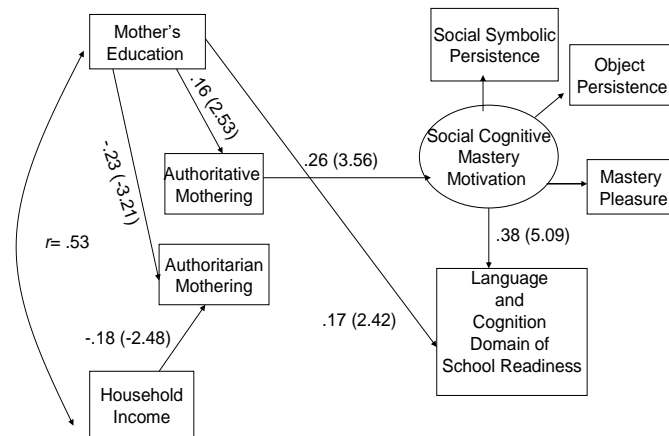 Mother's
Education
Social Symbolic
Persistence
Object
Persistence
.16 (2.53)
Social Cognitive
Mastery
Motivation
-.23 (-3.21)
Authoritative
Mothering
.26 (3.56)
Mastery
Pleasure
r= .53
.38 (5.09)
Authoritarian
Mothering
Language
and
Cognition
Domain of
School Readiness
.17 (2.42)
-.18 (-2.48)
Household
Income